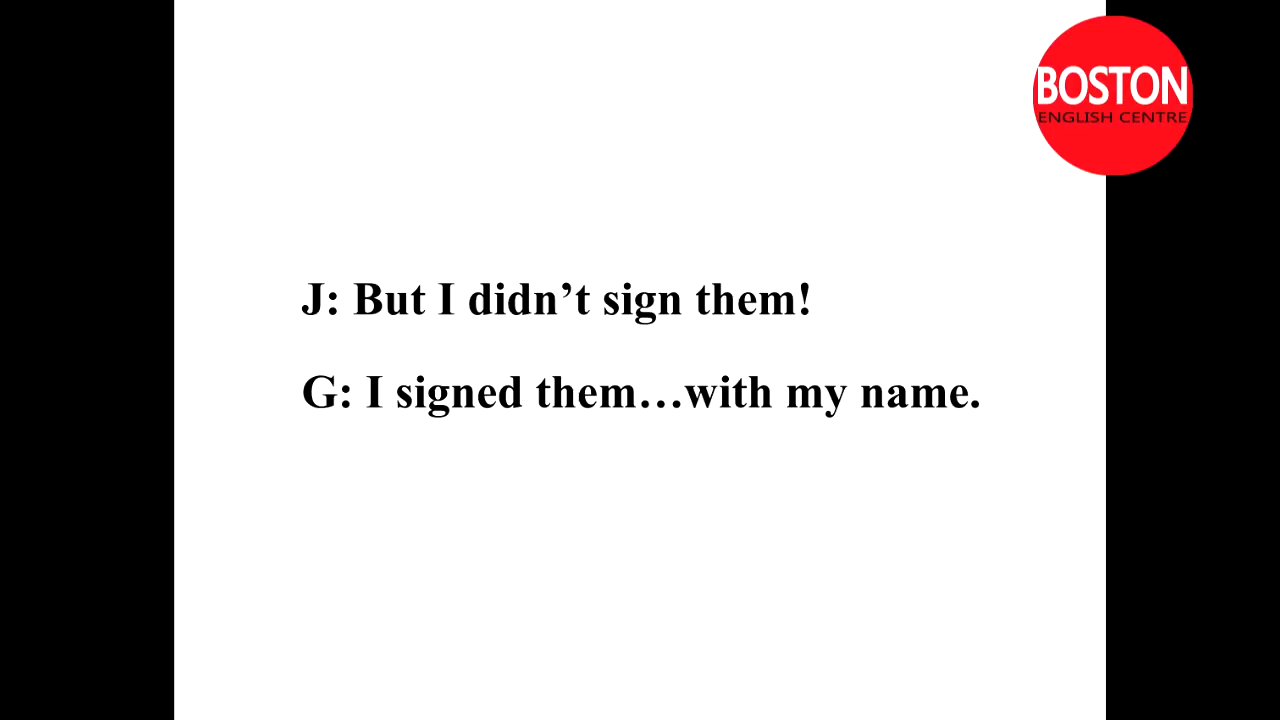 BOSTON
ENGLISH CENTRE
J: But I didn’t sign them!
G: I signed them…with my name.